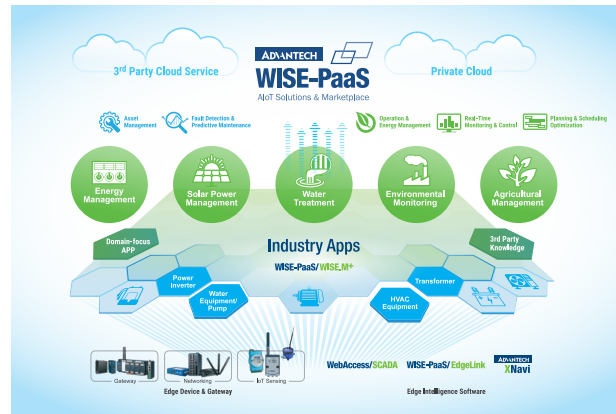 3rd Party Cloud Service
ADVANTECH
WISE-PaaS
AIoT Solutions & Marketplace
Private Cloud
Asset
Management
Fault Detection &
Predictive Maintenance
Operation &
Energy Management
Real-Time
Monitoring & Control
Planning & Scheduling
Optimization
Energy
Management
Solar Power
Management
Water
Treatment
Environmental
Monitoring
Agricultural
Management
Domain-focus
APP
Industry Apps
3rd Party
Knowledge
WISE-PaaS/WISE.M+
Power
Inverter
Water
Equipment/
Pump
HVAC
Equipment
Transformer
Gateway
Networking
IoT Sensing
Edge Device & Gateway
WebAccess/SCADA
WISE-PaaS/EdgeLink
ADVANTECH
XNavi
Edge Intelligence Software